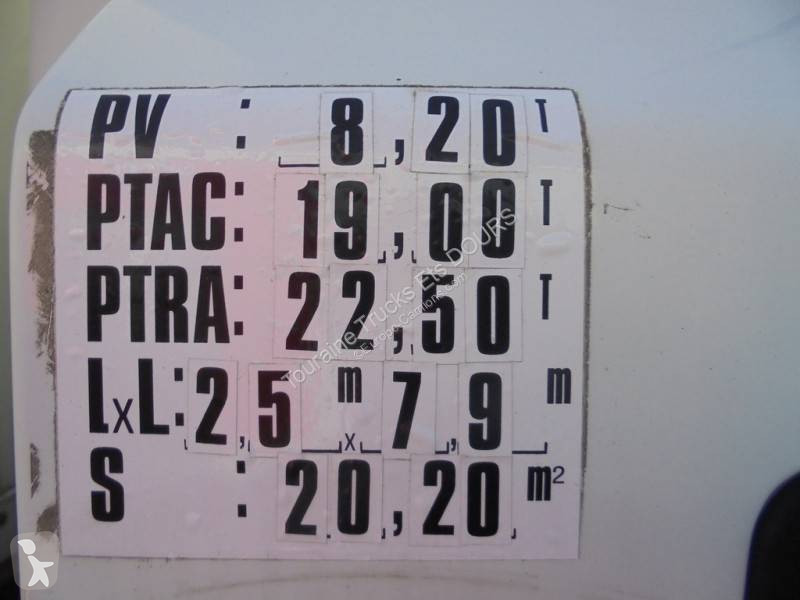 PV : 8,20 T
PTAC: 19,00 T
PTRA: 22,50 T
LxL: 2,5 m x 7,9 m
S : 20,20 m²
Touraine Trucks Ets DOURS